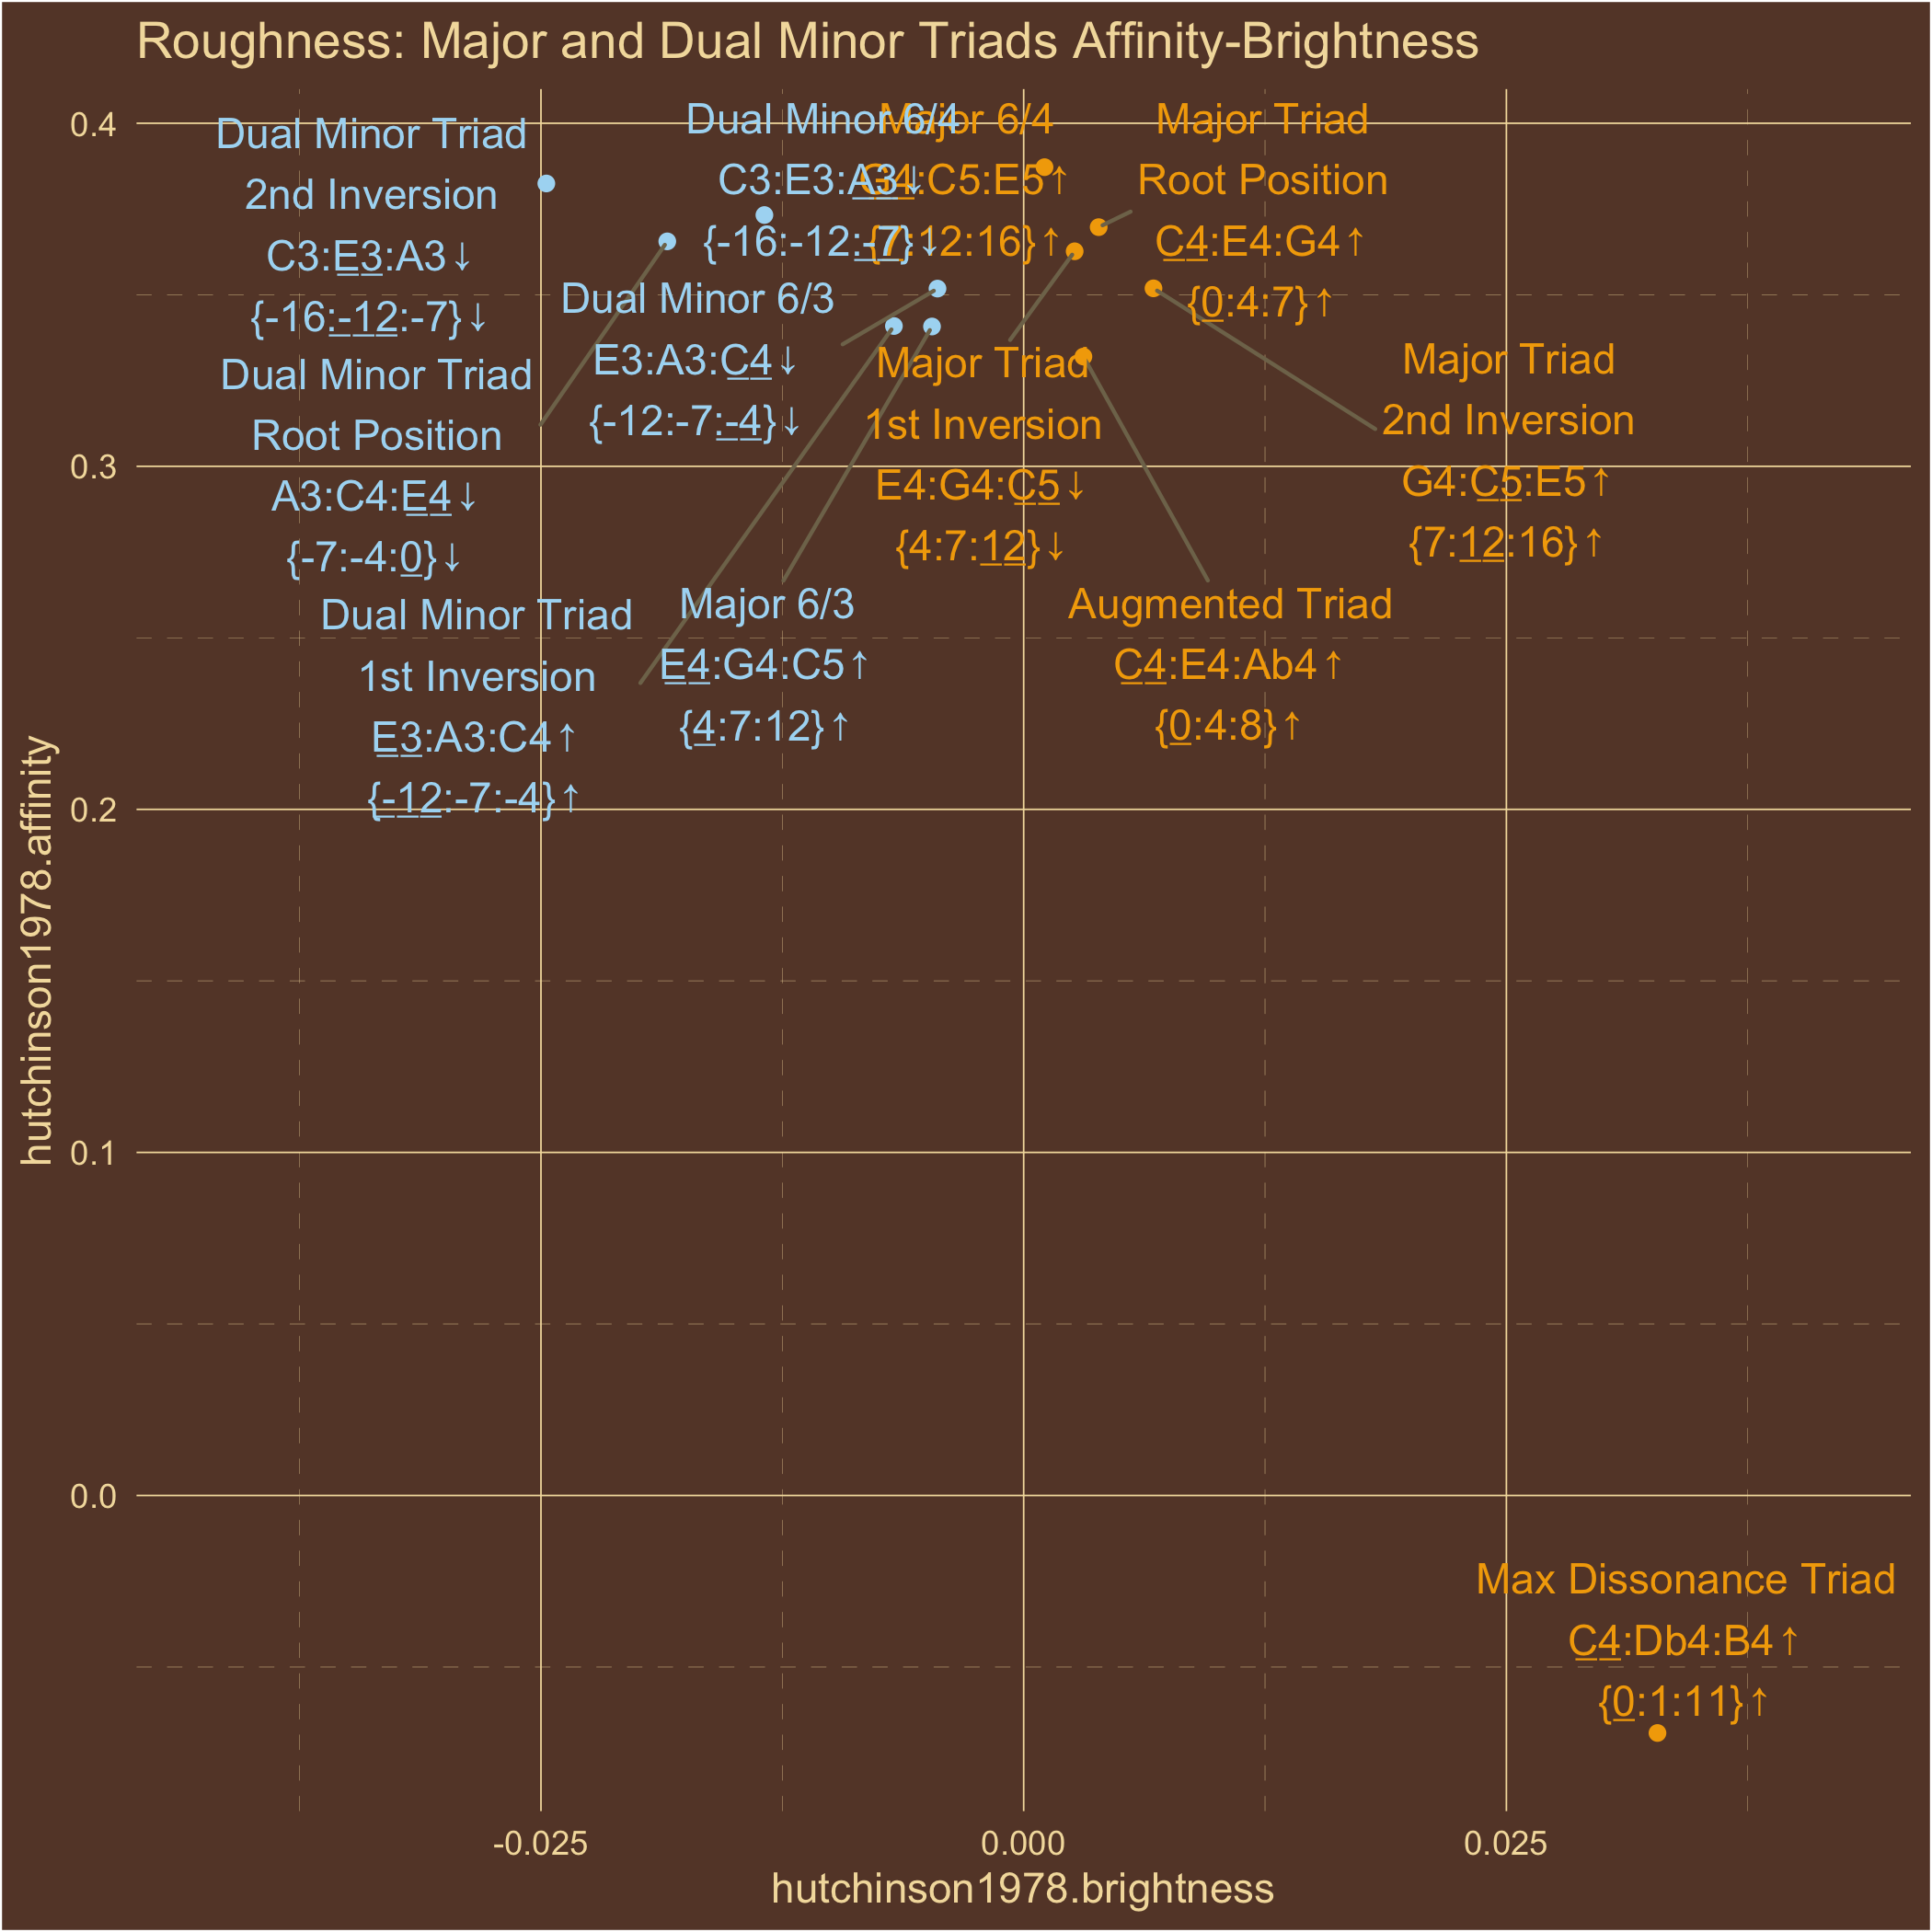 Roughness: Major and Dual Minor Triads Affinity-Brightness
hutchinson1978.affinity
0.4
0.3
0.2
0.1
0.0
Dual Minor Triad
2nd Inversion
C3:E3:A3↓
{-16:-12:-7}↓
Dual Minor Triad
Root Position
A3:C4:E4↓
{-7:-4:0}↓
Dual Minor Triad
1st Inversion
E3:A3:C4↑
{-12:-7:-4}↑
Dual Minor 6/4
C3:E3:A3↓
{-16:-12:-7}↓
Dual Minor 6/3
E3:A3:C4↓
{-12:-7:-4}↓
Major 6/3
E4:G4:C5↑
{4:7:12}↑
Major 6/4
G4:C5:E5↑
{7:12:16}↑
Major Triad
Root Position
C4:E4:G4↑
{0:4:7}↑
Major Triad
1st Inversion
E4:G4:C5↓
{4:7:12}↓
Major Triad
2nd Inversion
G4:C5:E5↑
{7:12:16}↑
Augmented Triad
C4:E4:Ab4↑
{0:4:8}↑
Max Dissonance Triad
C4:Db4:B4↑
{0:1:11}↑
-0.025
0.000
0.025
hutchinson1978.brightness